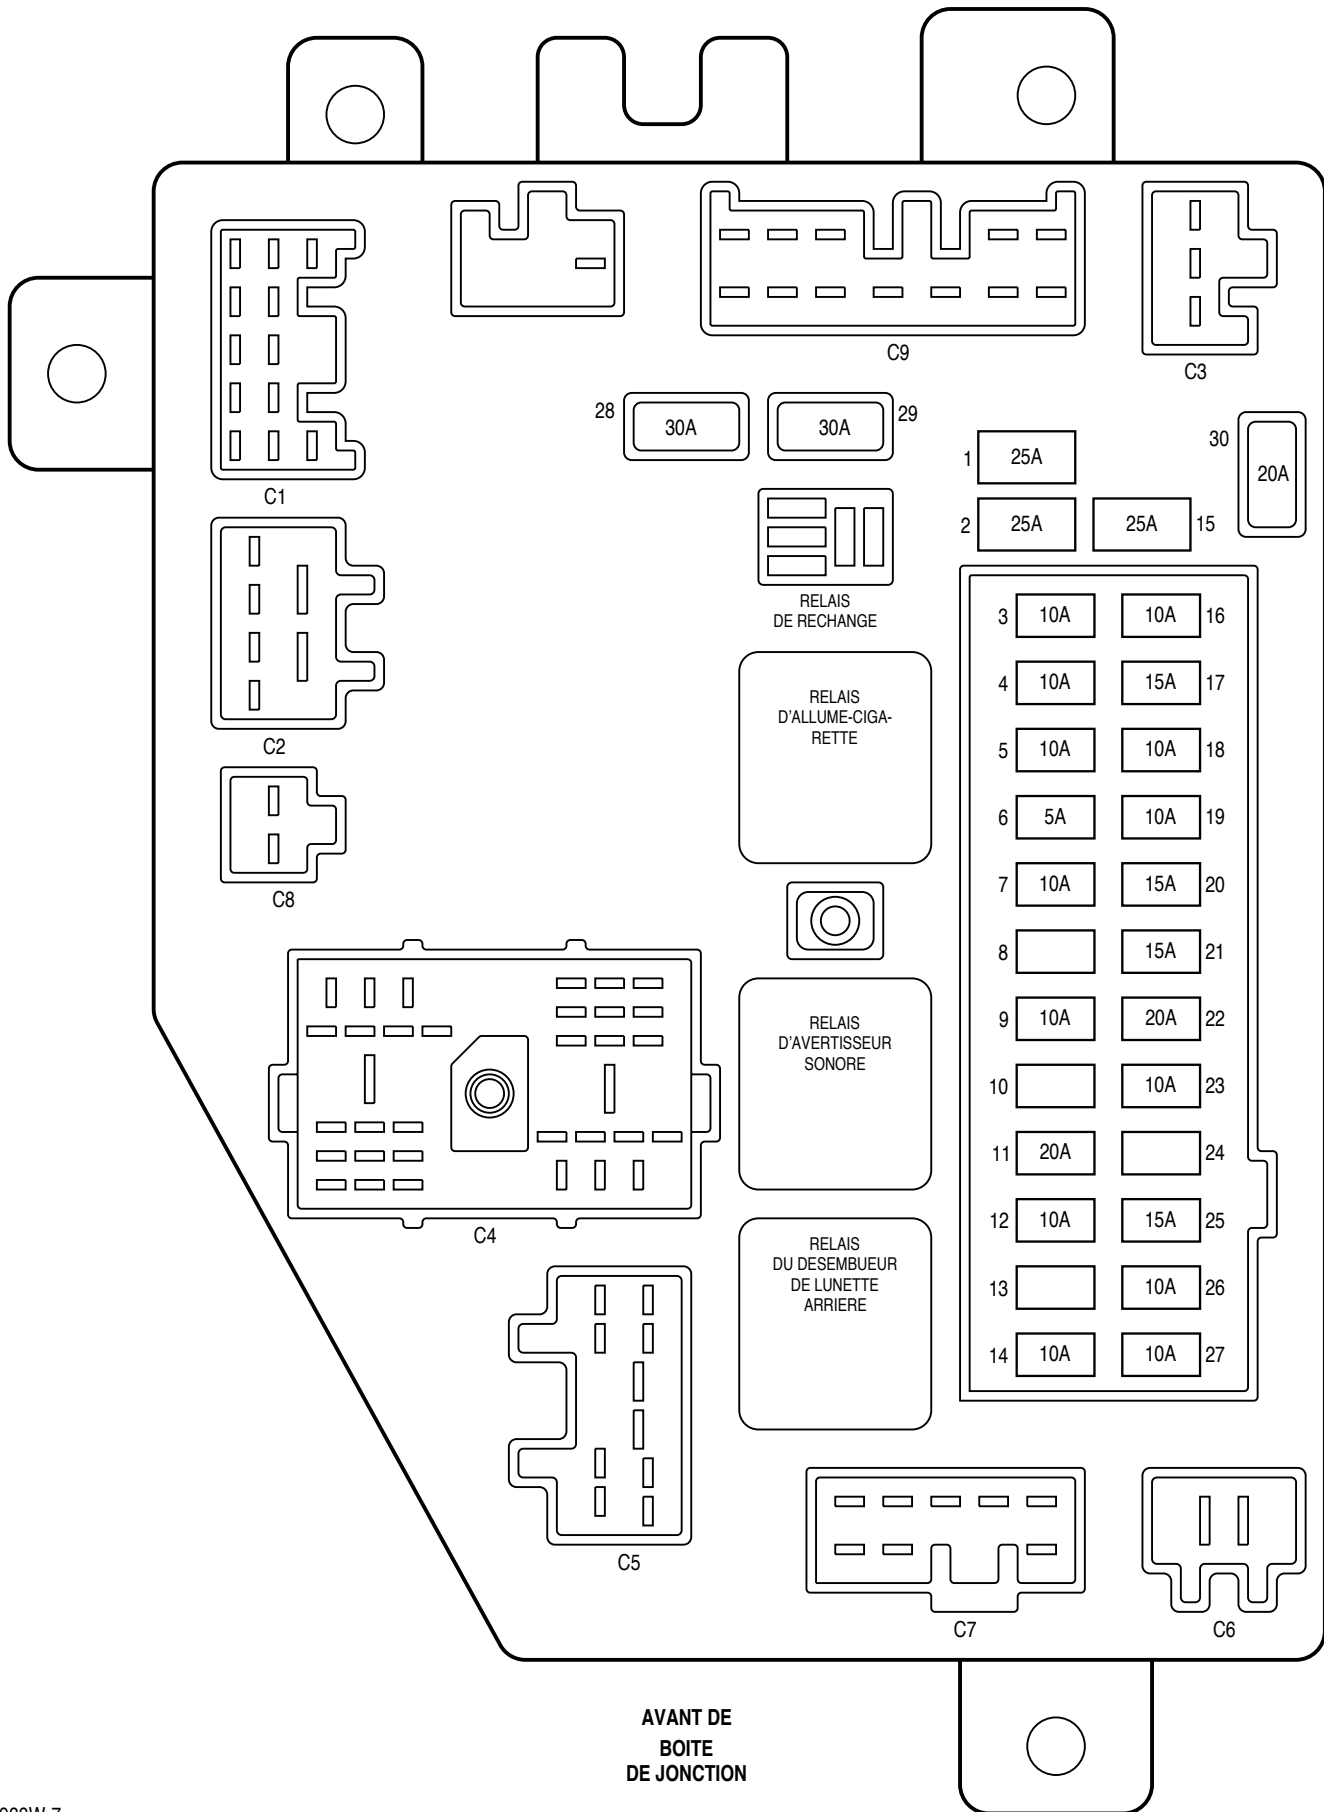 C9
C3
C1
28
30A
30A
29
1
25A
30
20A
2
25A
25A
15
RELAIS
DE RECHANGE
3
10A
10A
16
RELAIS
D'ALLUME-CIGA-
RETTE
4
10A
15A
17
C2
5
10A
10A
18
6
5A
10A
19
C8
7
10A
15A
20
8
15A
21
RELAIS
D'AVERTISSEUR
SONORE
9
10A
20A
22
10
10A
23
11
20A
24
C4
12
10A
15A
25
RELAIS
DU DESEMBUEUR
DE LUNETTE
ARRIERE
13
10A
26
14
10A
10A
27
C5
C7
C6
AVANT DE
BOITE
DE JONCTION